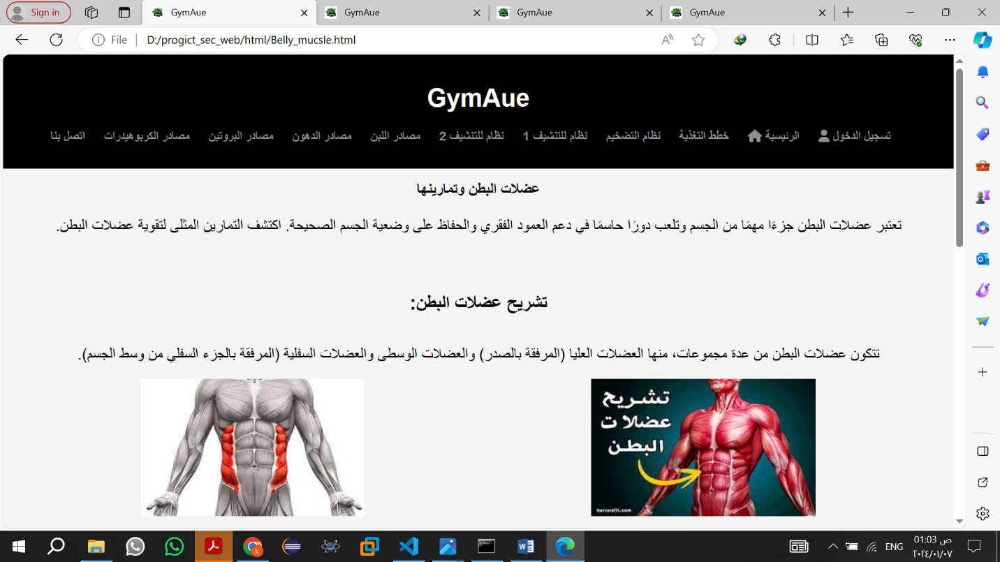 Sign in
GymAue
GymAue
GymAue
GymAue
File
D:/progict_sec_web/html/Belly_mucsle.html
GymAue
تسجيل الدخول
الرئيسية
خطط التغذية
نظام التضخيم
نظام للتنشيف 1
نظام للتنشيف 2
مصادر اللبن
مصادر الدهون
مصادر البروتين
مصادر الكربوهيدرات
اتصل بنا
عضلات البطن وتمارينها
تعتبر عضلات البطن جزءًا مهمًا من الجسم وتلعب دورًا حاسمًا في دعم العمود الفقري والحفاظ على وضعية الجسم الصحيحة. اكتشف التمارين المثلى لتقوية عضلات البطن.
تشريح عضلات البطن:
تتكون عضلات البطن من عدة مجموعات، منها العضلات العليا (المرفقة بالصدر) والعضلات الوسطى والعضلات السفلية (المرفقة بالجزء السفلي من وسط الجسم).
تشريح
عضلات
البطن
haronefit.com
ENG
01:03 ص
٢٠٢٤/٠١/٠٧